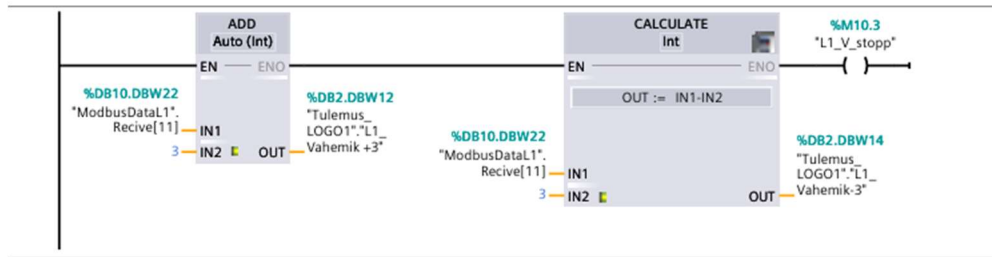 ADD
Auto (Int)
EN
ENO
%DB10.DBW22
"ModbusDataL1".
Recive[11]
IN1
3
IN2
OUT
%DB2.DBW12
"Tulemus_
LOGO1"."L1_
Vahemik +3"
CALCULATE
Int
EN
ENO
OUT := IN1-IN2
%DB10.DBW22
"ModbusDataL1".
Recive[11]
IN1
3
IN2
OUT
%DB2.DBW14
"Tulemus_
LOGO1"."L1_
Vahemik-3"
%M10.3
"L1_V_stopp"